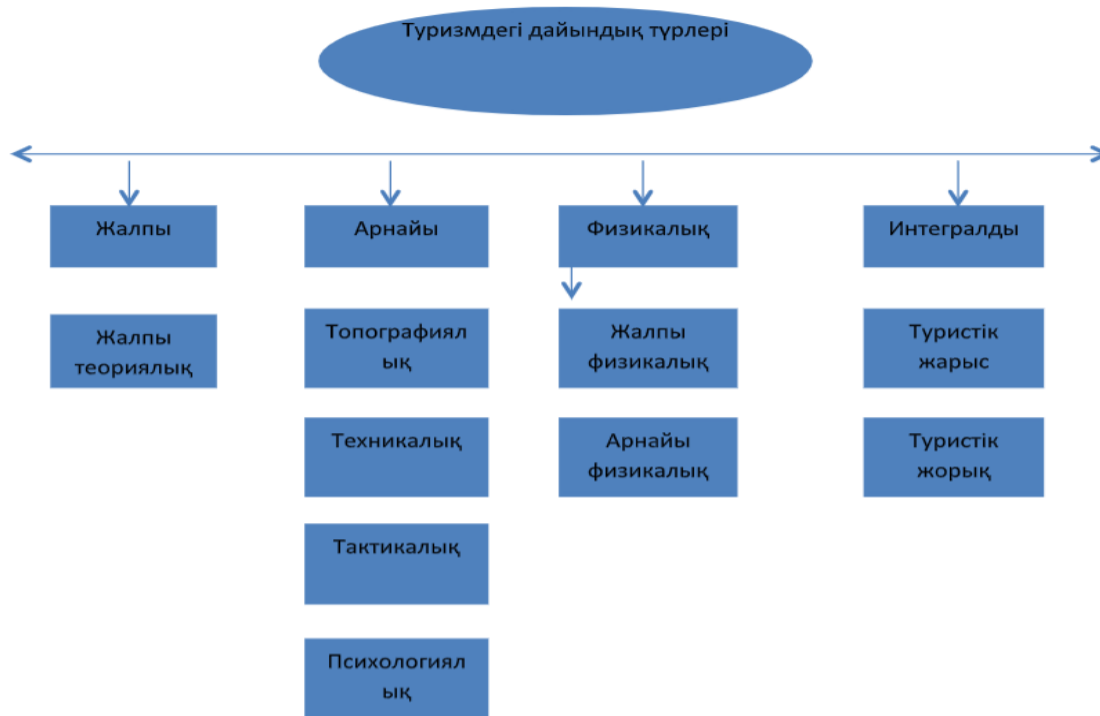 Туризмдегі дайындық түрлері
Жалпы
Арнайы
Физикалық
Интегралды
Жалпы
теориялық
Топографиял
ық
Жалпы
физикалық
Туристік
жарыс
Техникалық
Арнайы
физикалық
Туристік
жорық
Тактикалық
Психологиял
ық